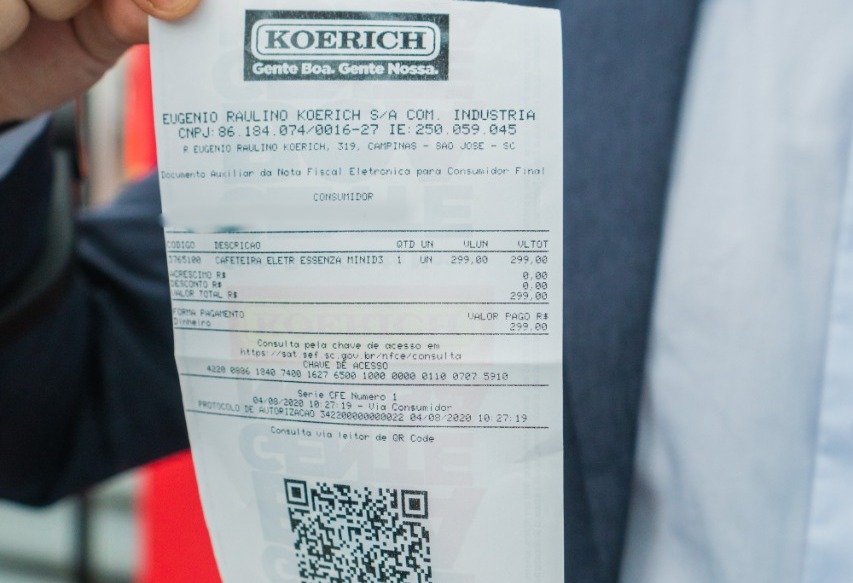 KOERICH
Gente Boa. Gente Nossa.
EUGENIO RAULINO KOERICH S/A COM. INDUSTRIA
CNPJ:86.184.074/0016-27 IE:250.059.045
R EUGENIO RAULINO KOERICH, 319, CAMPINAS - SAO JOSE - SC
Documento Auxiliar da Nota Fiscal Eletronica para Consumidor Final
CONSUMIDOR
CODIGO DESCRICAO QTD UN VLUN VLTOT
3765100 CAFETEIRA ELETR ESSENZA MINID3 1 UN 299,00 299,00
ACRESCIMO R$ 0.00
DESCONTO R$ 0.00
VALOR TOTAL R$ 299,00
FORMA PAGAMENTO VALOR PAGO R$
Dinheiro 299,00
Consulta pela chave de acesso em
https://sat.sef.sc.gov.br/nfce/consulta
CHAVE DE ACESSO
4220 0886 1840 7400 1627 6500 1000 0000 0110 0707 5910
Serie CFE Numero 1
04/08/2020 10:27:19 - Via Consumidor
PROTOCOLO DE AUTORIZACAO 342200000000022 04/08/2020 10:27:19
Consulta via leitor de QR Code